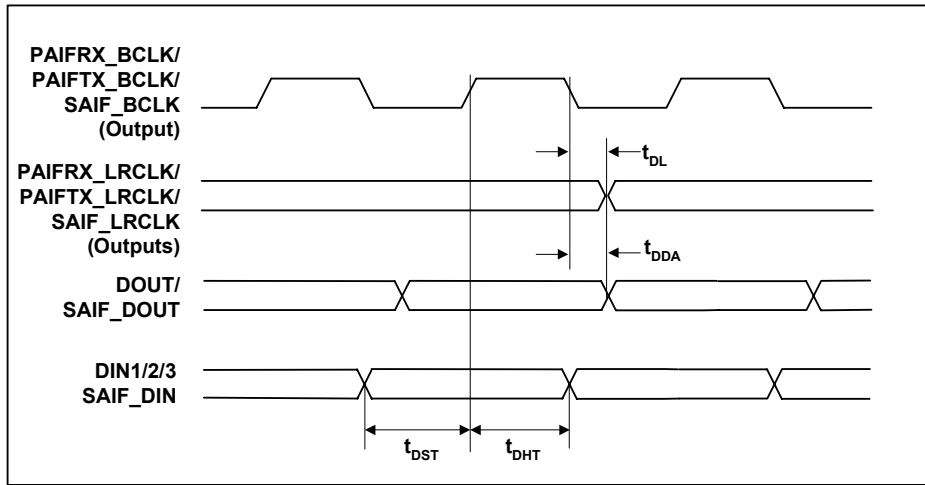 PAIFRX_BCLK/
PAIFTX_BCLK/
SAIF_BCLK
(Output)
t_DL
PAIFRX_LRCLK/
PAIFTX_LRCLK/
SAIF_LRCLK
(Outputs)
t_DDA
DOUT/
SAIF_DOUT
DIN1/2/3
SAIF_DIN
t_DST
t_DHT